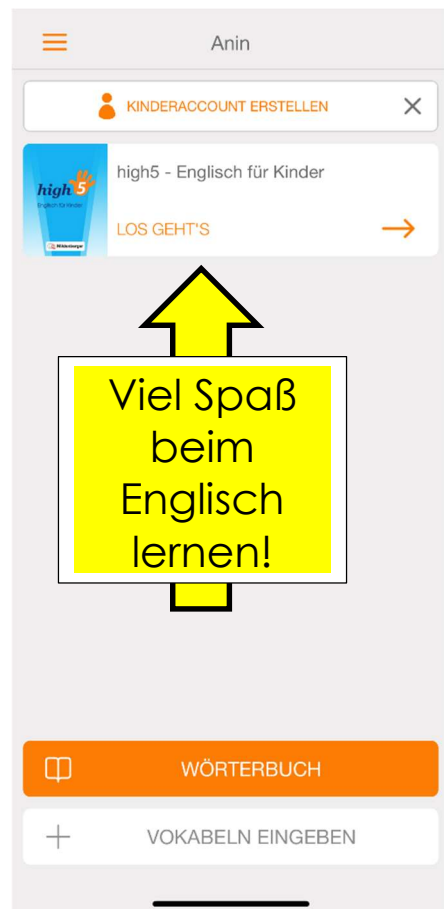 Anin
KINDERACCOUNT ERSTELLEN
high5 - Englisch für Kinder
LOS GEHT'S
high5
Englisch für Kinder
Mildenberger
Viel Spaß
beim
Englisch
lernen!
WÖRTERBUCH
VOKABELN EINGEBEN